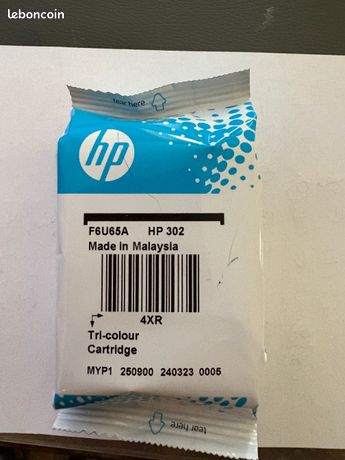 leboncoin
tear here
hp
F6U65A HP 302
Made in Malaysia
4XR
Tri-colour
Cartridge
MYP1 250900 240323 0005
tear here